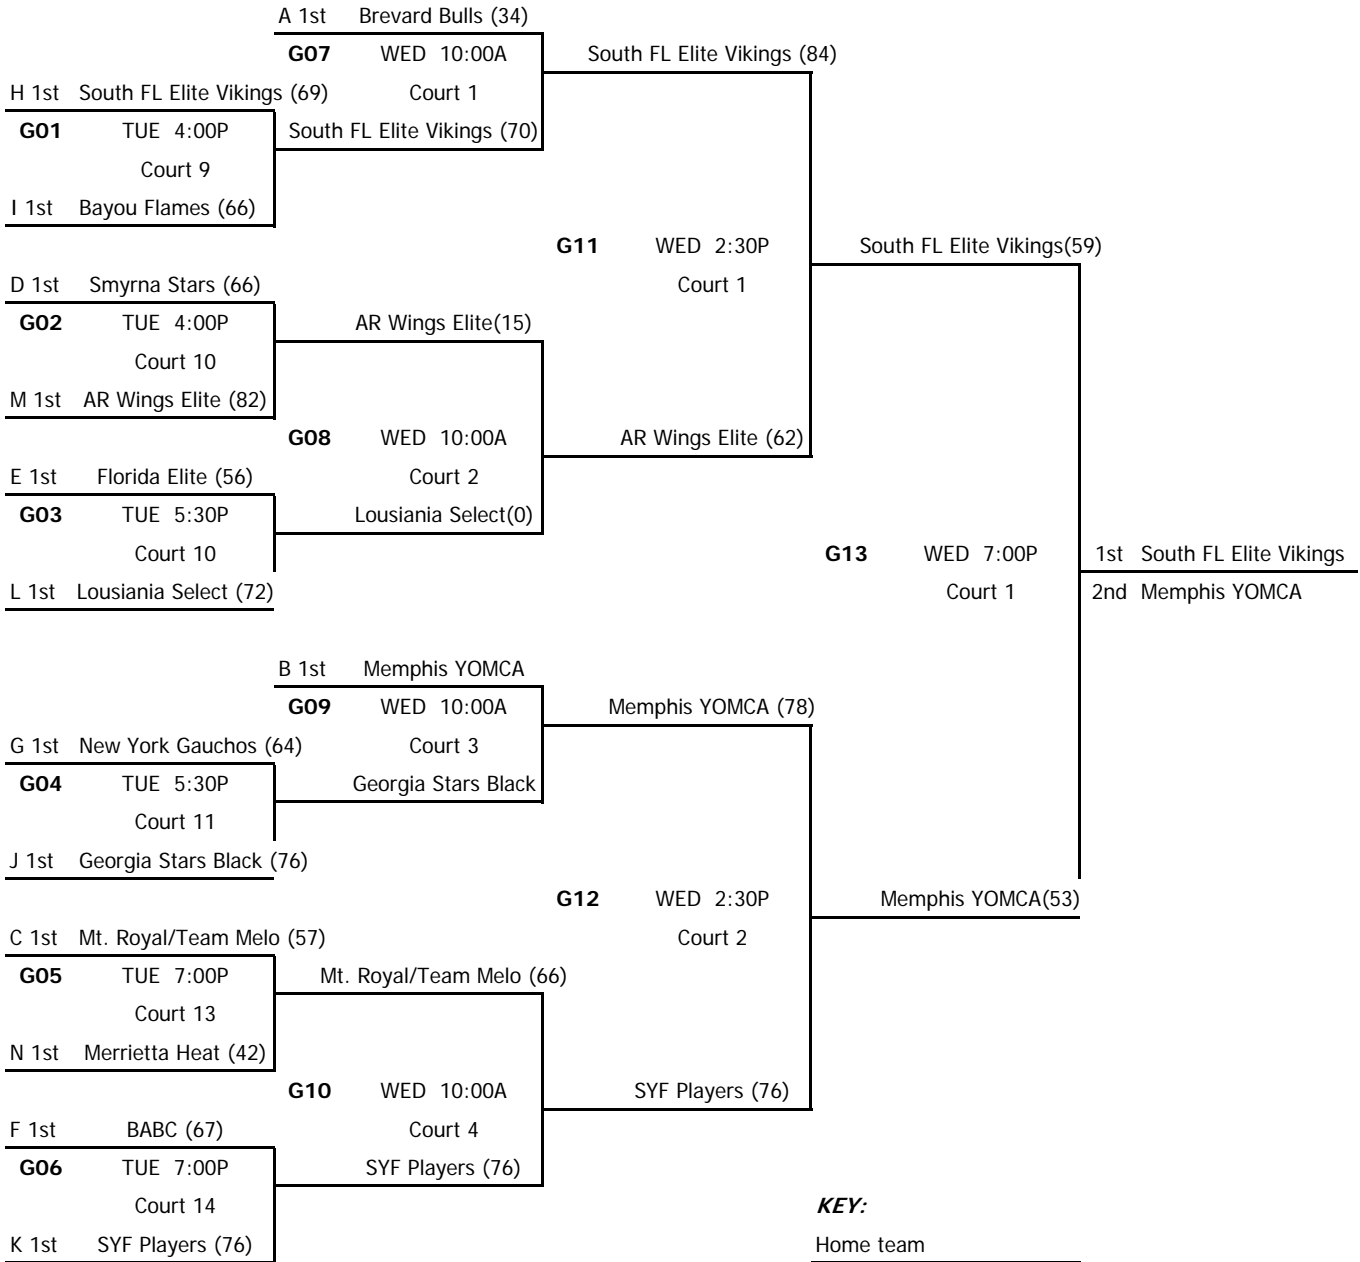 A 1st Brevard Bulls (34)
G07 WED 10:00A South FL Elite Vikings (84)
H 1st South FL Elite Vikings (69) Court 1
G01 TUE 4:00P South FL Elite Vikings (70)
Court 9
I 1st Bayou Flames (66)
G11 WED 2:30P South FL Elite Vikings(59)
D 1st Smyrna Stars (66) Court 1
G02 TUE 4:00P AR Wings Elite(15)
Court 10
M 1st AR Wings Elite (82)
G08 WED 10:00A AR Wings Elite (62)
E 1st Florida Elite (56) Court 2
G03 TUE 5:30P Lousiania Select(0)
Court 10 G13 WED 7:00P 1st South FL Elite Vikings
L 1st Lousiania Select (72) Court 1 2nd Memphis YOMCA
B 1st Memphis YOMCA
G09 WED 10:00A Memphis YOMCA (78)
G 1st New York Gauchos (64) Court 3
G04 TUE 5:30P Georgia Stars Black
Court 11
J 1st Georgia Stars Black (76)
G12 WED 2:30P Memphis YOMCA(53)
C 1st Mt. Royal/Team Melo (57) Court 2
G05 TUE 7:00P Mt. Royal/Team Melo (66)
Court 13
N 1st Merrietta Heat (42)
G10 WED 10:00A SYF Players (76)
F 1st BABC (67) Court 4
G06 TUE 7:00P SYF Players (76)
Court 14 KEY:
K 1st SYF Players (76) Home team